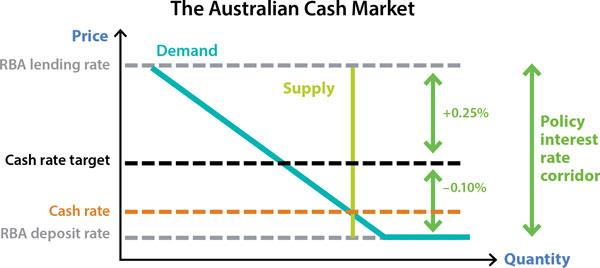 The Australian Cash Market
Price
Demand
RBA lending rate
Supply
+0.25%
Policy
interest
rate
corridor
Cash rate target
–0.10%
Cash rate
RBA deposit rate
Quantity